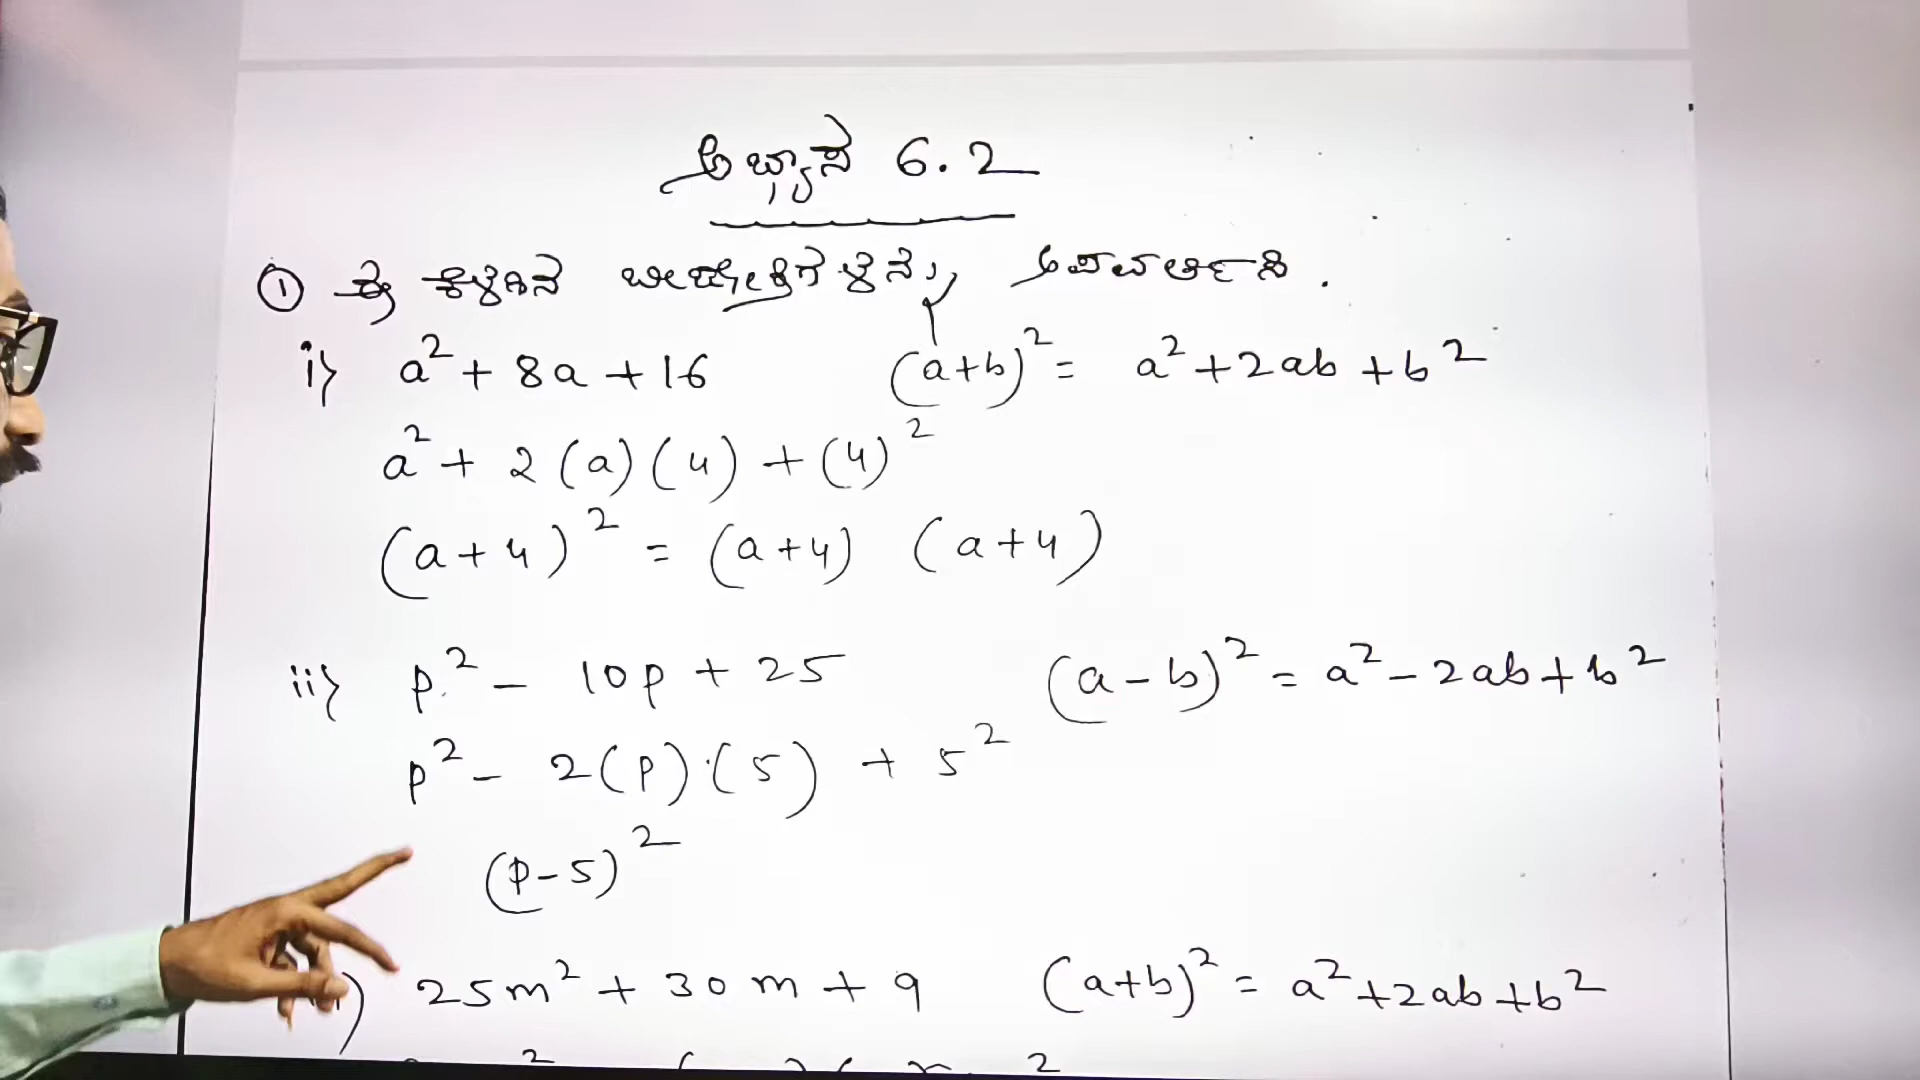 ಅಭ್ಯಾಸ 6.2
① ಈ ಕೆಳಗಿನ ಬೀಜೋಕ್ತಿಗಳನ್ನು ಅಪವರ್ತಿಸಿ.
i) a² + 8a + 16 (a+b)² = a² + 2ab + b²
a² + 2(a)(4) + (4)²
(a+4)² = (a+4) (a+4)
ii) p² - 10p + 25 (a-b)² = a² - 2ab + b²
p² - 2(p)·(5) + 5²
(p-5)²
25m² + 30m + 9 (a+b)² = a² + 2ab + b²